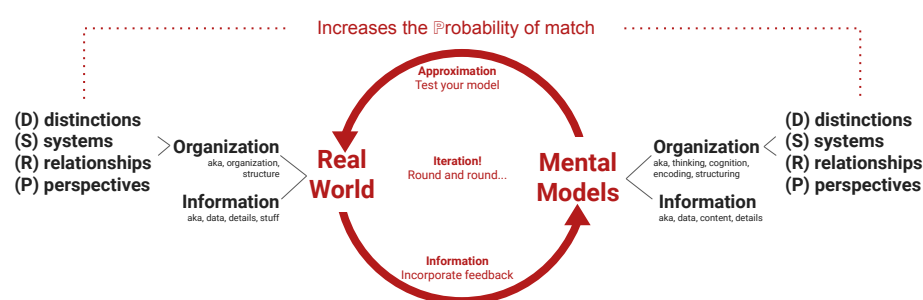 Increases the ℙrobability of match
Approximation
Test your model
(D) distinctions
(S) systems
(R) relationships
(P) perspectives
Organization
aka, organization,
structure
Information
aka, data, details, stuff
Real
World
Iteration!
Round and round...
Mental
Models
Organization
aka, thinking, cognition,
encoding, structuring
Information
aka, data, content, details
(D) distinctions
(S) systems
(R) relationships
(P) perspectives
Information
Incorporate feedback